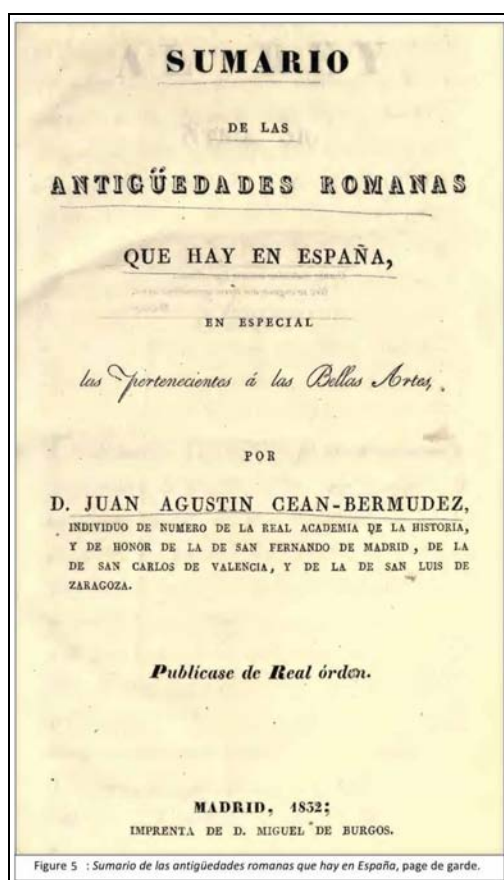 SUMARIO
DE LAS
ANTIGÜEDADES ROMANAS
QUE HAY EN ESPAÑA,
EN ESPECIAL
las Pertenecientes á las Bellas Artes,
POR
D. JUAN AGUSTIN CEAN-BERMUDEZ,
INDIVIDUO DE NUMERO DE LA REAL ACADEMIA DE LA HISTORIA,
Y DE HONOR DE LA DE SAN FERNANDO DE MADRID, DE LA
DE SAN CARLOS DE VALENCIA, Y DE LA DE SAN LUIS DE
ZARAGOZA.
Publícase de Real órden.
MADRID, 1832;
IMPRENTA DE D. MIGUEL DE BURGOS.
Figure 5 : Sumario de las antigüedades romanas que hay en España, page de garde.